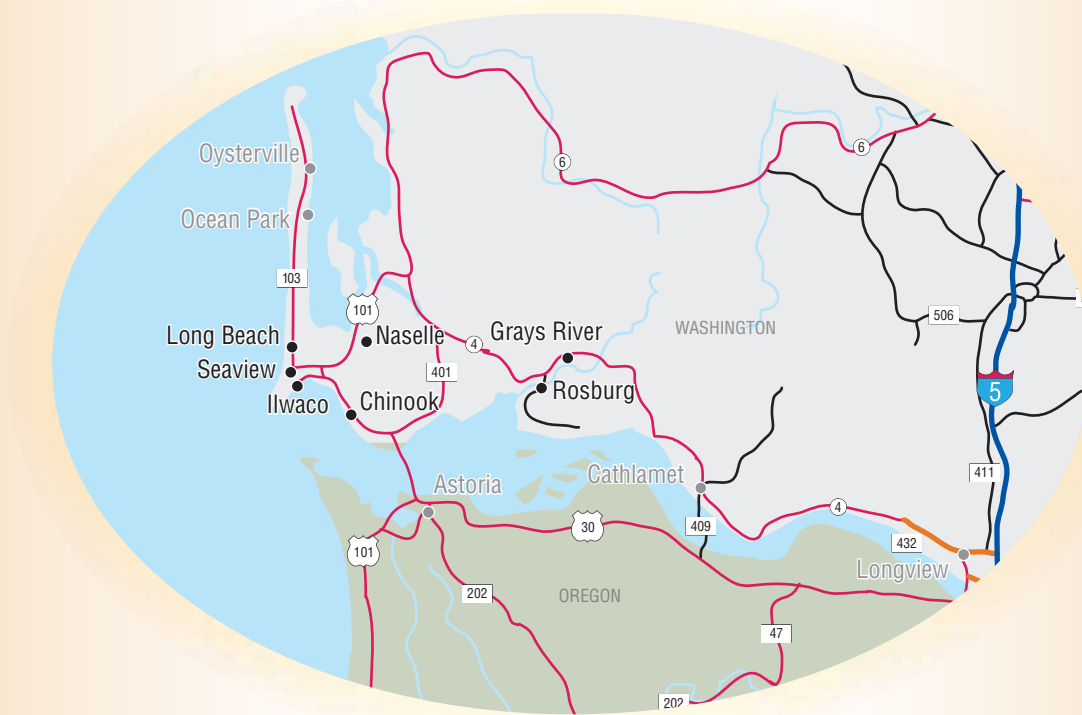 6
6
Oysterville
Ocean Park
103
101
506
WASHINGTON
Long Beach
Naselle
4
Grays River
Seaview
401
Ilwaco
Chinook
Rosburg
5
411
Cathlamet
Astoria
4
409
30
432
101
Longview
202
OREGON
47
202